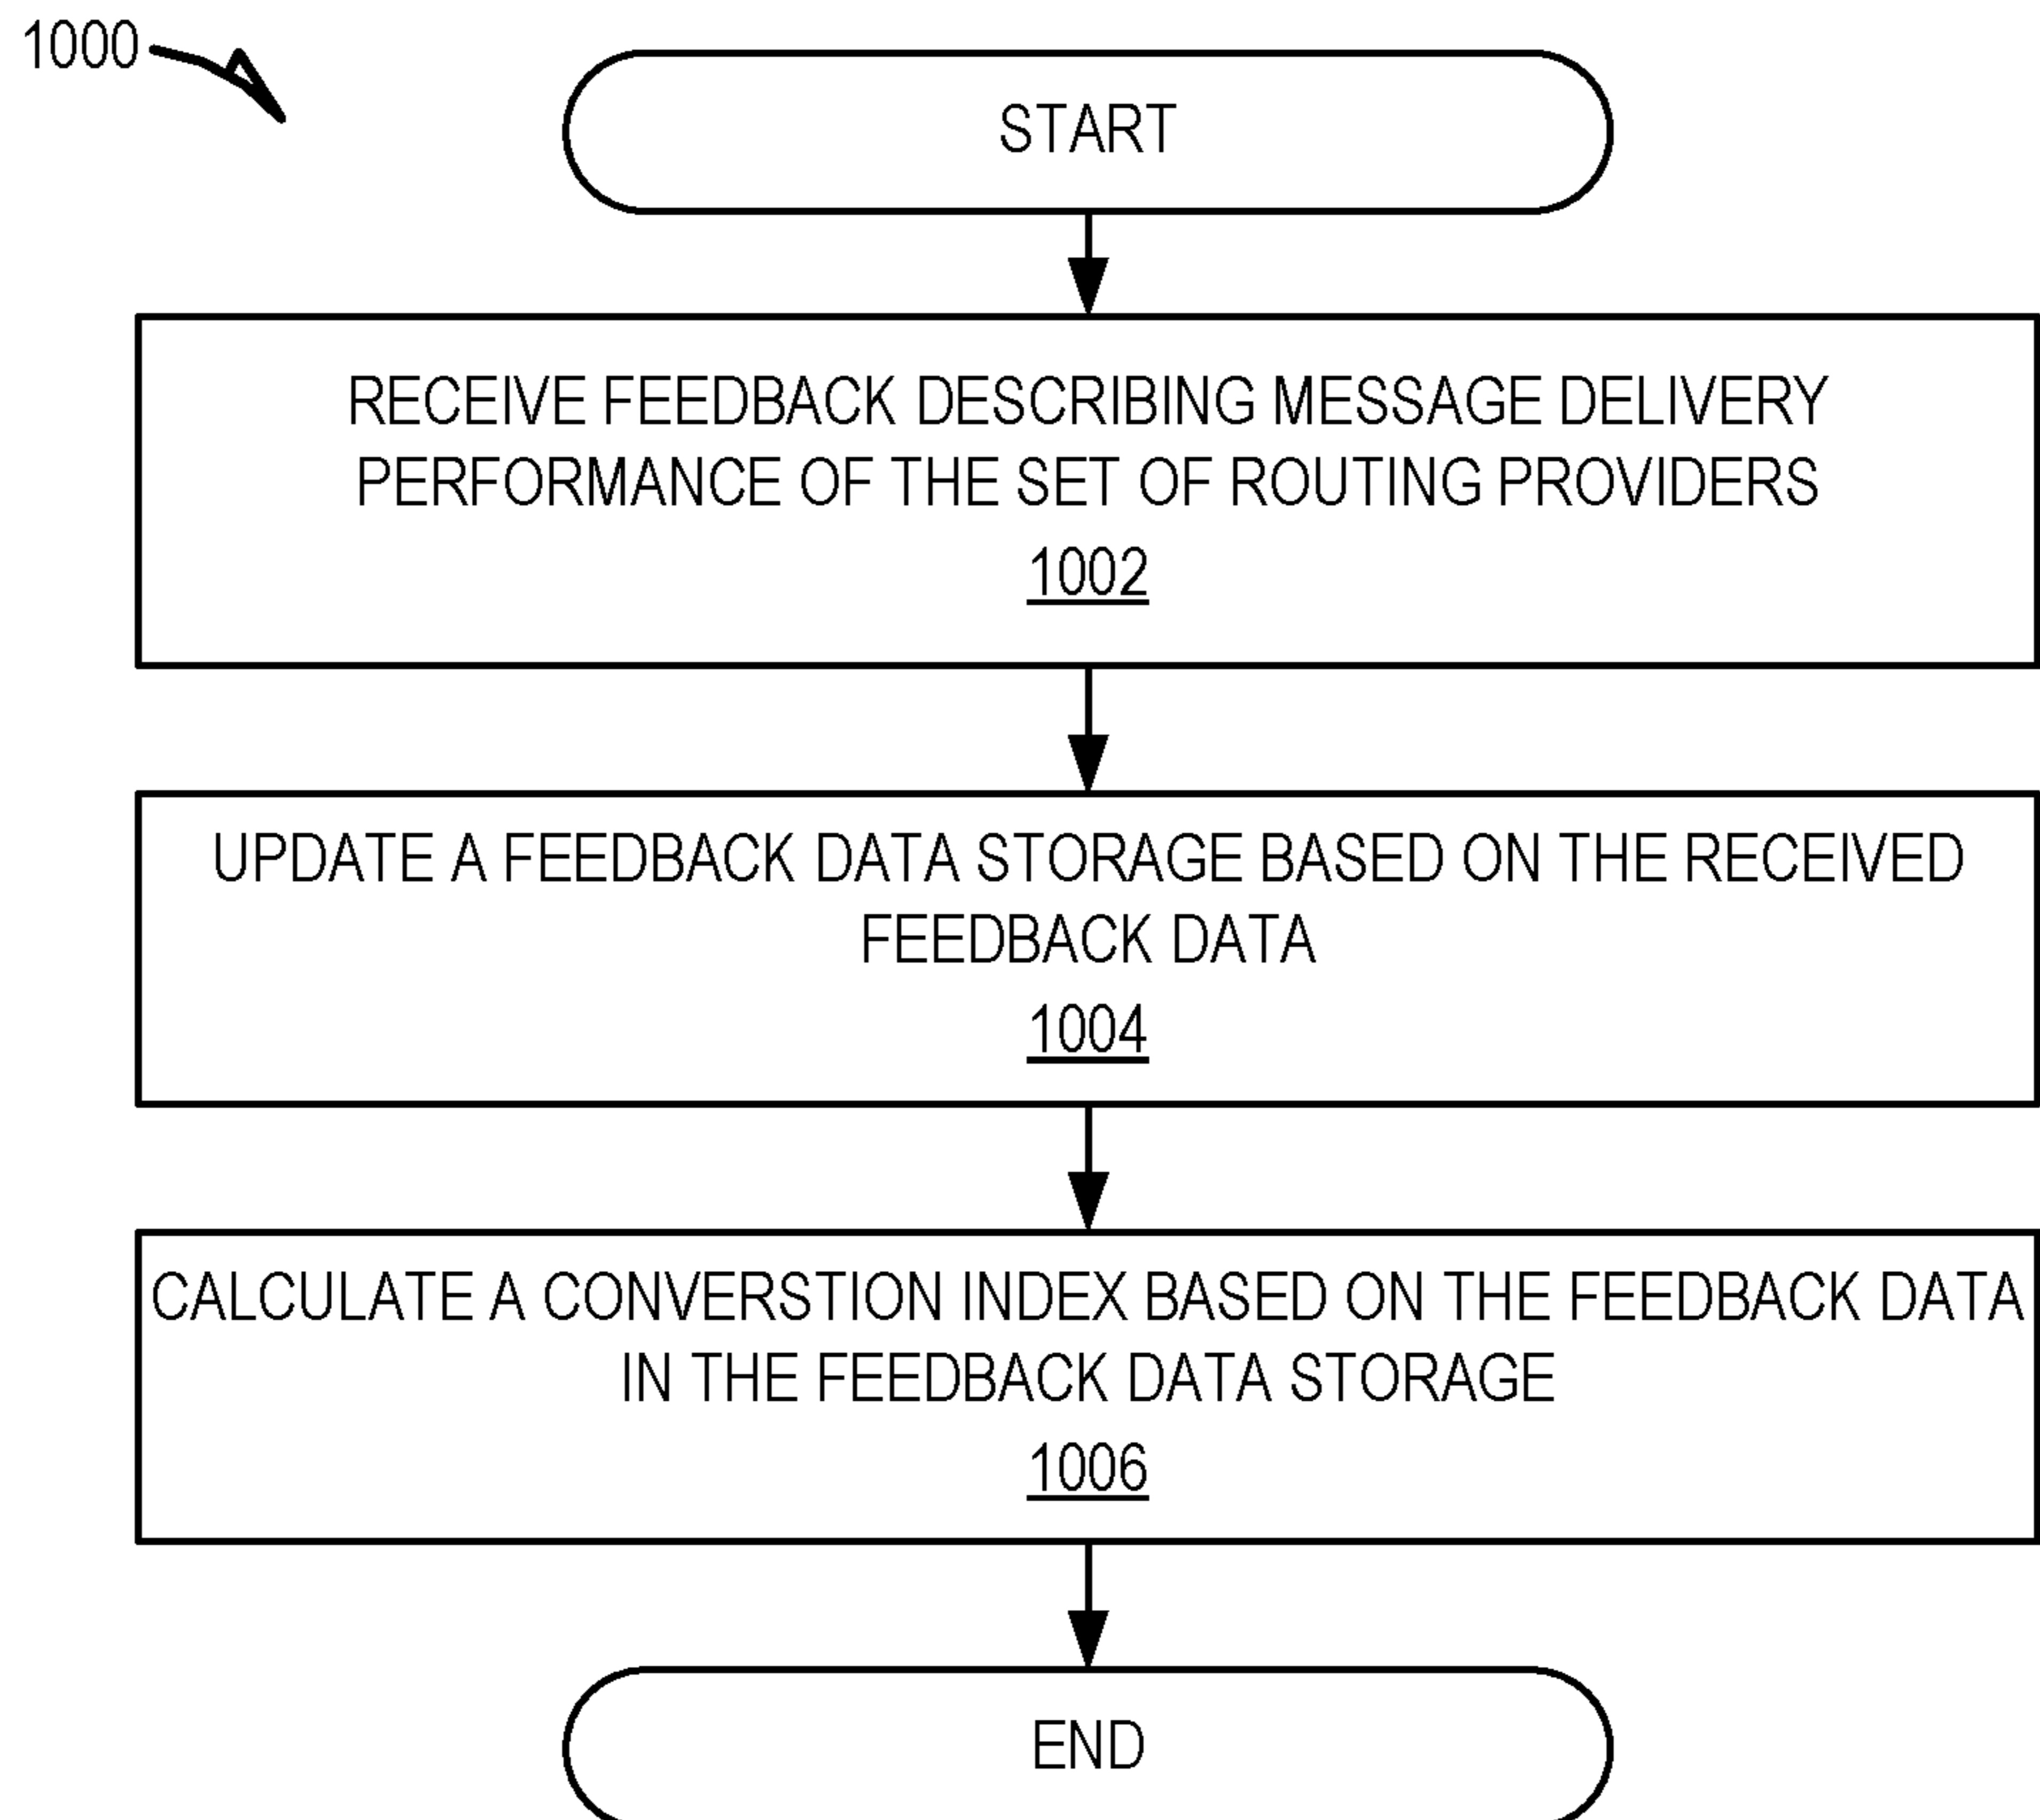 1000
START
RECEIVE FEEDBACK DESCRIBING MESSAGE DELIVERY
PERFORMANCE OF THE SET OF ROUTING PROVIDERS
1002
UPDATE A FEEDBACK DATA STORAGE BASED ON THE RECEIVED
FEEDBACK DATA
1004
CALCULATE A CONVERSTION INDEX BASED ON THE FEEDBACK DATA
IN THE FEEDBACK DATA STORAGE
1006
END